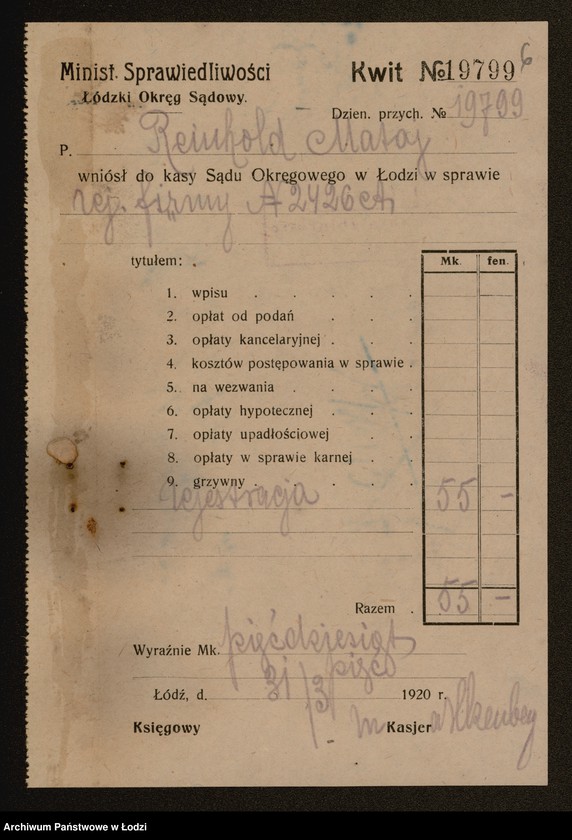 Minist. Sprawiedliwości
Łódzki Okręg Sądowy.
Kwit №19799
6
Dzien. przych. № 19799
P. Reinhold Mataj
wniósł do kasy Sądu Okręgowego w Łodzi w sprawie
rej. firmy A 2426
tytułem:
Mk. fen.
1. wpisu
2. opłat od podań
3. opłaty kancelaryjnej
4. kosztów postępowania w sprawie
5. na wezwania
6. opłaty hypotecznej
7. opłaty upadłościowej
8. opłaty w sprawie karnej
9. grzywny
rejestracja 55 —
Razem 55 —
Wyraźnie Mk. pięćdziesiąt
pięć
Łódź, d. 31/3 1920 r.
Księgowy Kasjer
Archiwum Państwowe w Łodzi